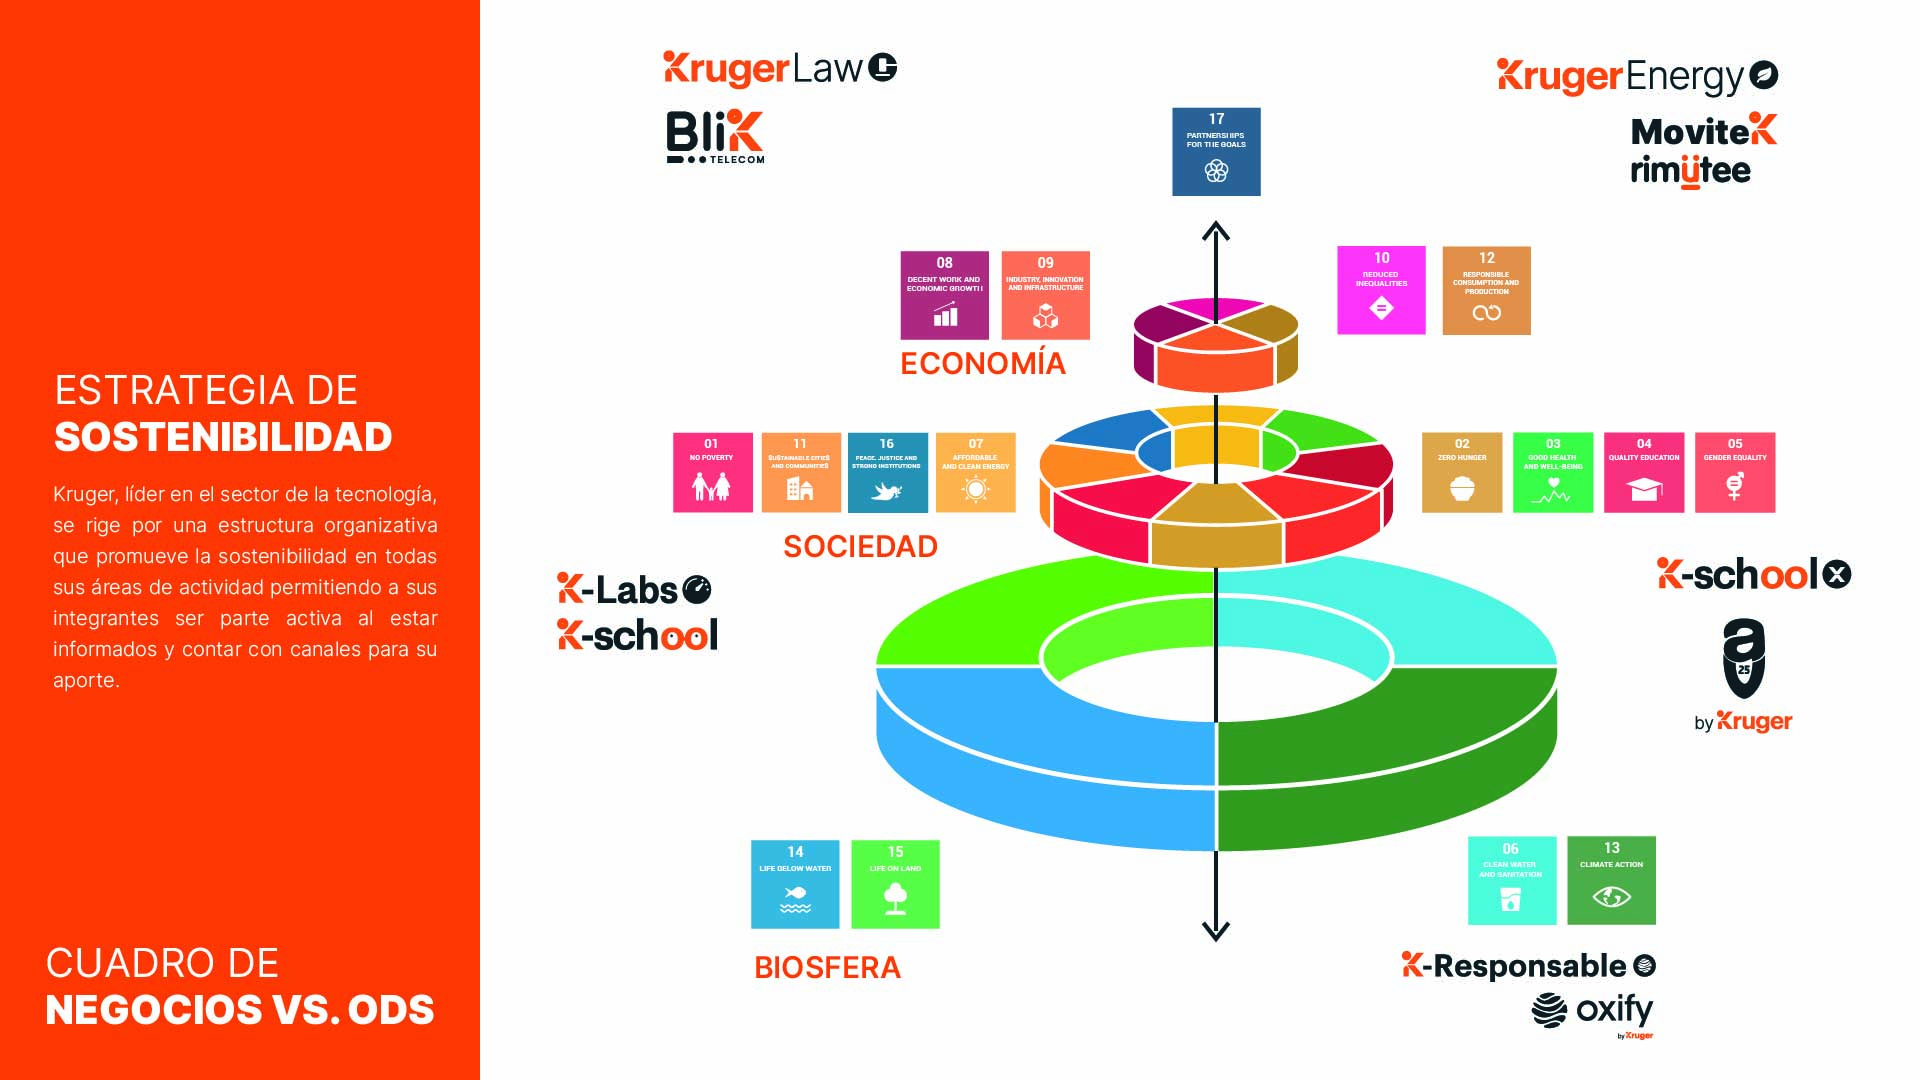 ESTRATEGIA DE
SOSTENIBILIDAD
Kruger, líder en el sector de la tecnología,
se rige por una estructura organizativa
que promueve la sostenibilidad en todas
sus áreas de actividad permitiendo a sus
integrantes ser parte activa al estar
informados y contar con canales para su
aporte.
CUADRO DE
NEGOCIOS VS. ODS
KrugerLaw
BliK
TELECOM
KrugerEnergy
MoviteK
rimütee
17
PARTNERSHIPS
FOR THE GOALS
08
DECENT WORK AND
ECONOMIC GROWTH
09
INDUSTRY, INNOVATION
AND INFRASTRUCTURE
10
REDUCED
INEQUALITIES
12
RESPONSIBLE
CONSUMPTION AND
PRODUCTION
ECONOMÍA
01
NO POVERTY
11
SUSTAINABLE CITIES
AND COMMUNITIES
16
PEACE, JUSTICE AND
STRONG INSTITUTIONS
07
AFFORDABLE
AND CLEAN ENERGY
02
ZERO HUNGER
03
GOOD HEALTH
AND WELL-BEING
04
QUALITY EDUCATION
05
GENDER EQUALITY
SOCIEDAD
K-Labs
K-school
K-school X
a
25
by Kruger
14
LIFE BELOW WATER
15
LIFE ON LAND
06
CLEAN WATER
AND SANITATION
13
CLIMATE ACTION
BIOSFERA
K-Responsable
oxify
by Kruger